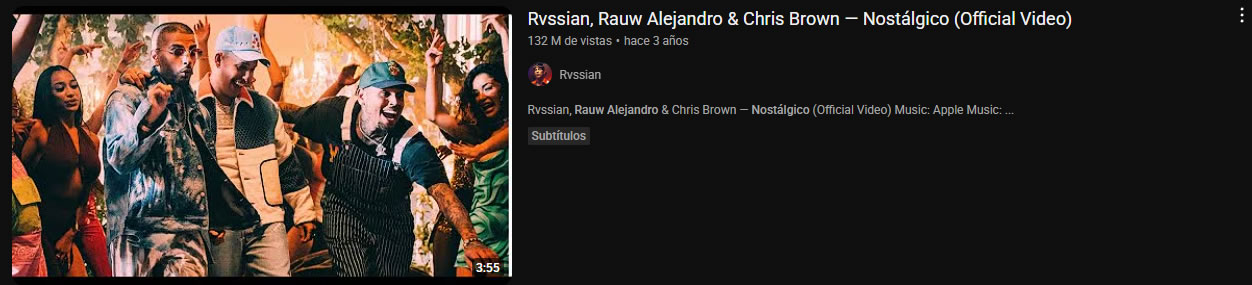 Rvssian, Rauw Alejandro & Chris Brown — Nostálgico (Official Video)
132 M de vistas • hace 3 años
Rvssian
Rvssian, Rauw Alejandro & Chris Brown — Nostálgico (Official Video) Music: Apple Music: ...
Subtítulos
3:55